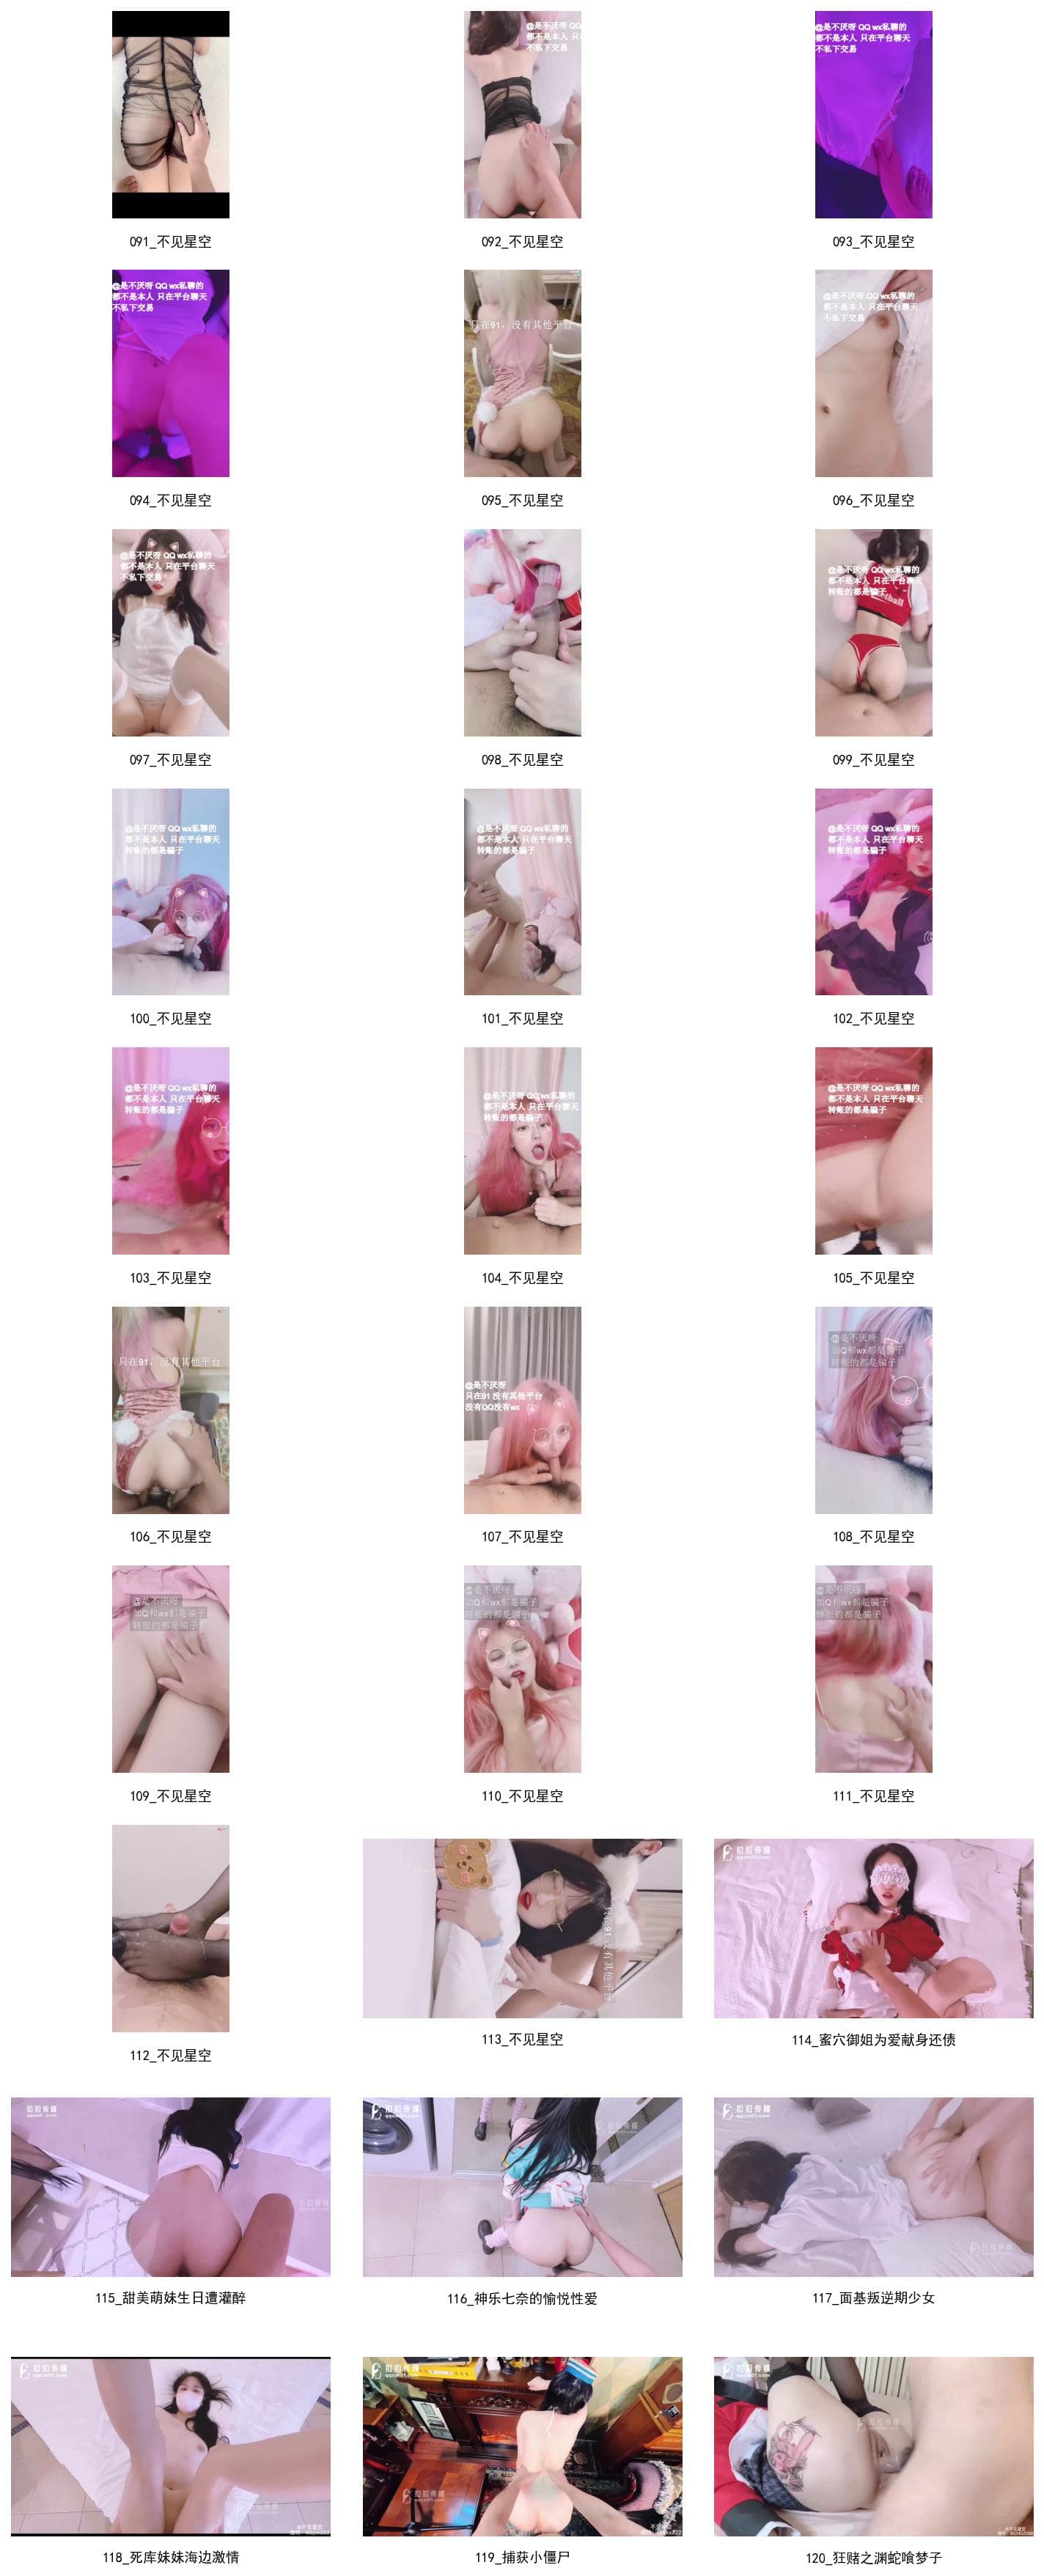 @是不厌呀 QQ
都不是本人 只
不私下交易
@是不厌呀 QQ wx私聊的
都不是本人 只在平台聊天
不私下交易
091_不见星空
092_不见星空
093_不见星空
@是不厌呀 QQ wx私聊的
都不是本人 只在平台聊天
不私下交易
只在91，没有其他平台
@是不厌呀 QQ wx私聊的
都不是本人 只在平台聊天
不私下交易
094_不见星空
095_不见星空
096_不见星空
@是不厌呀 QQ wx私聊的
都不是本人 只在平台聊天
不私下交易
@是不厌呀 QQ wx私聊的
都不是本人 只在平台聊天
转账的都是骗子
097_不见星空
098_不见星空
099_不见星空
@是不厌呀 QQ wx私聊的
都不是本人 只在平台聊天
转账的都是骗子
@是不厌呀 QQ wx私聊的
都不是本人 只在平台聊天
转账的都是骗子
@是不厌呀 QQ wx私聊的
都不是本人 只在平台聊天
转账的都是骗子
100_不见星空
101_不见星空
102_不见星空
@是不厌呀 QQ wx私聊的
都不是本人 只在平台聊天
转账的都是骗子
@是不厌呀 QQ wx私聊的
都不是本人 只在平台聊天
转账的都是骗子
@是不厌呀 QQ wx私聊的
都不是本人 只在平台聊天
转账的都是骗子
103_不见星空
104_不见星空
105_不见星空
只在91，没有其他平台
@是不厌呀
只在91 没有其他平台
没有QQ没有wx
@是不厌呀
加Q和wx都是骗子
转账的都是骗子
106_不见星空
107_不见星空
108_不见星空
@是不厌呀
加Q和wx都是骗子
转账的都是骗子
@是不厌呀
加Q和wx都是骗子
转账的都是骗子
@是不厌呀
加Q和wx都是骗子
转账的都是骗子
109_不见星空
110_不见星空
111_不见星空
只在91 没有其他平台
扣扣传媒
112_不见星空
113_不见星空
114_蜜穴御姐为爱献身还债
扣扣传媒
扣扣传媒
扣扣传媒
115_甜美萌妹生日遭灌醉
116_神乐七奈的愉悦性爱
117_面基叛逆期少女
扣扣传媒
扣扣传媒
扣扣传媒
118_死库妹妹海边激情
119_捕获小僵尸
120_狂赌之渊蛇喰梦子